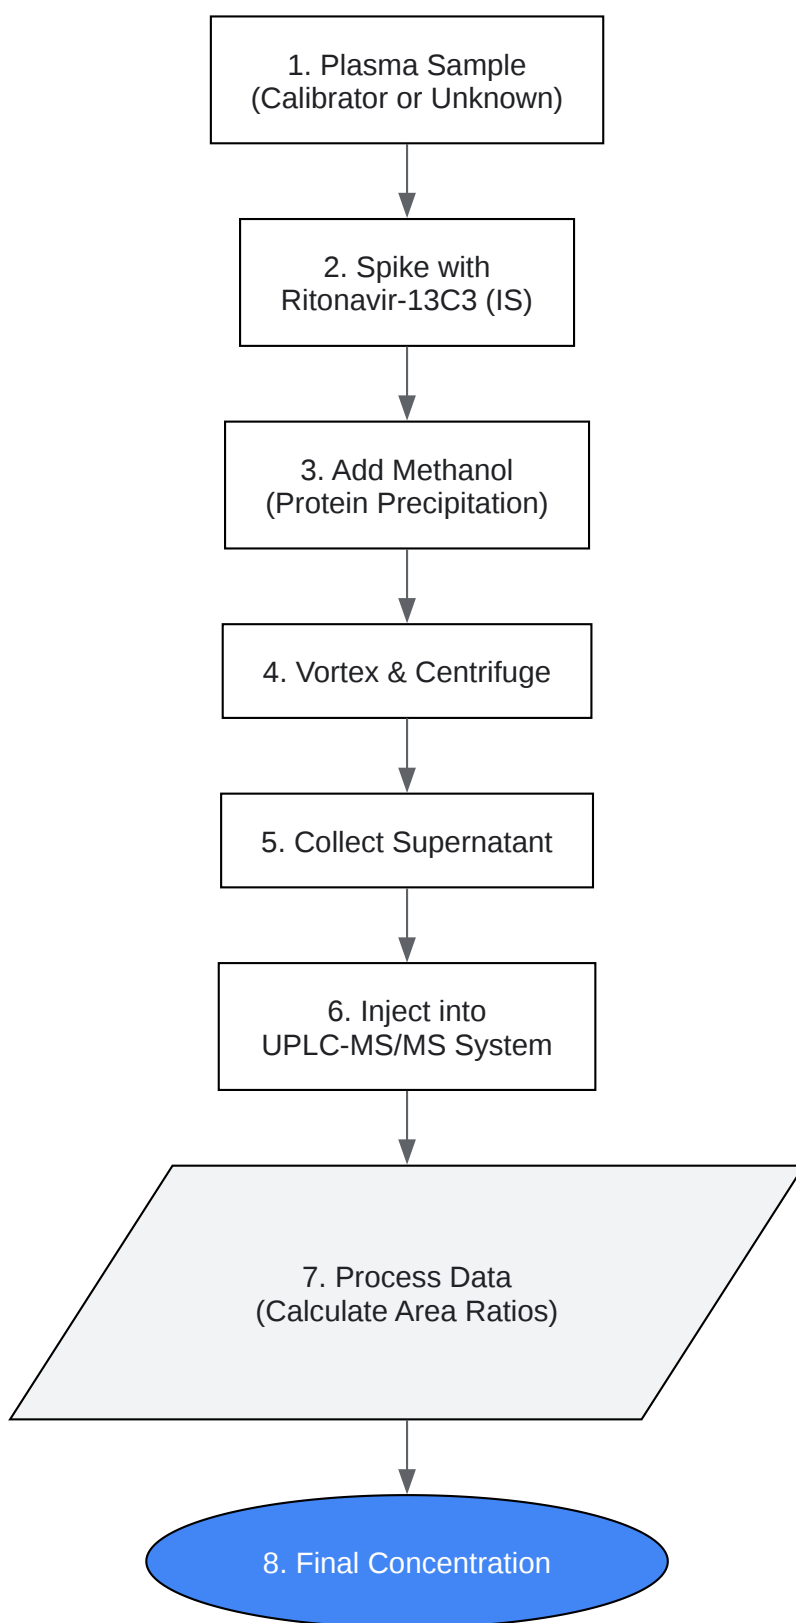 1. Plasma Sample
(Calibrator or Unknown)
2. Spike with
Ritonavir-13C3 (IS)
3. Add Methanol
(Protein Precipitation)
4. Vortex & Centrifuge
5. Collect Supernatant
6. Inject into
UPLC-MS/MS System
7. Process Data
(Calculate Area Ratios)
8. Final Concentration